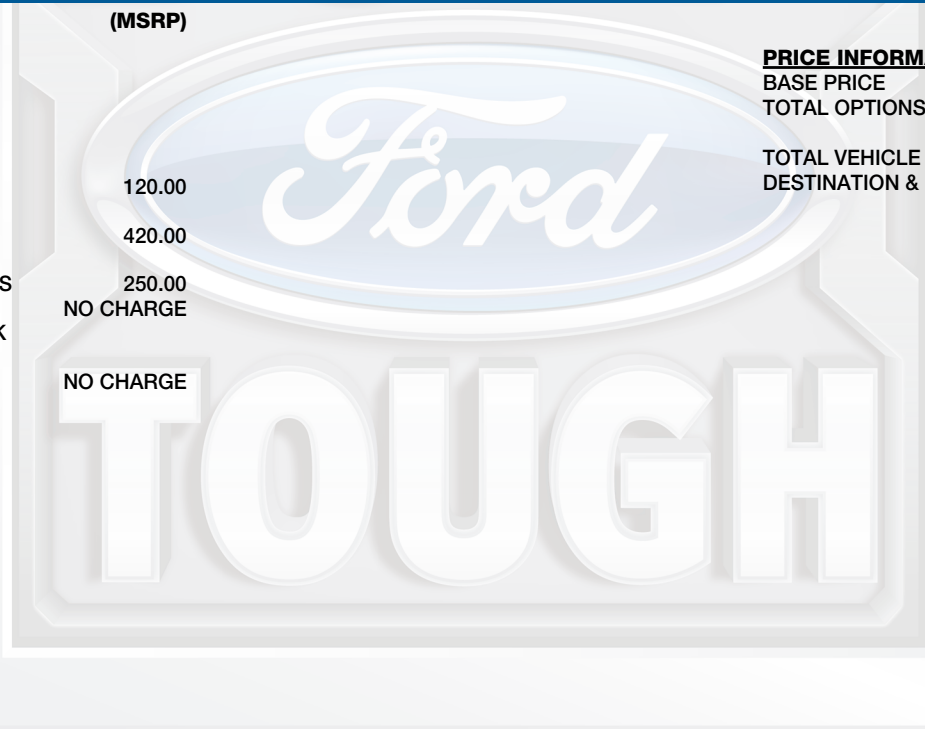 (MSRP)
120.00
420.00
S 250.00
NO CHARGE
K
NO CHARGE
PRICE INFORM
BASE PRICE
TOTAL OPTIONS
TOTAL VEHICLE
DESTINATION &
Ford
TOUGH